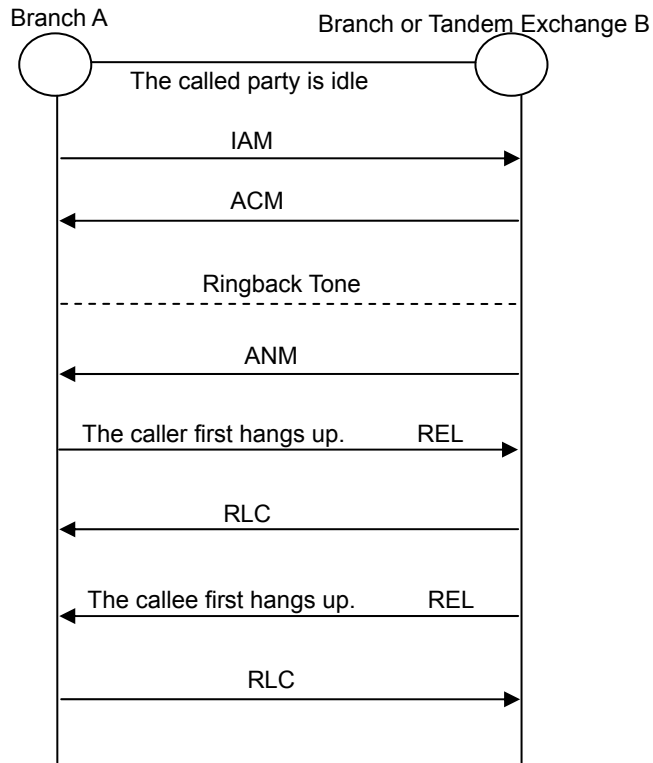 Branch A
Branch or Tandem Exchange B
The called party is idle
IAM
ACM
Ringback Tone
ANM
The caller first hangs up. REL
RLC
The callee first hangs up. REL
RLC